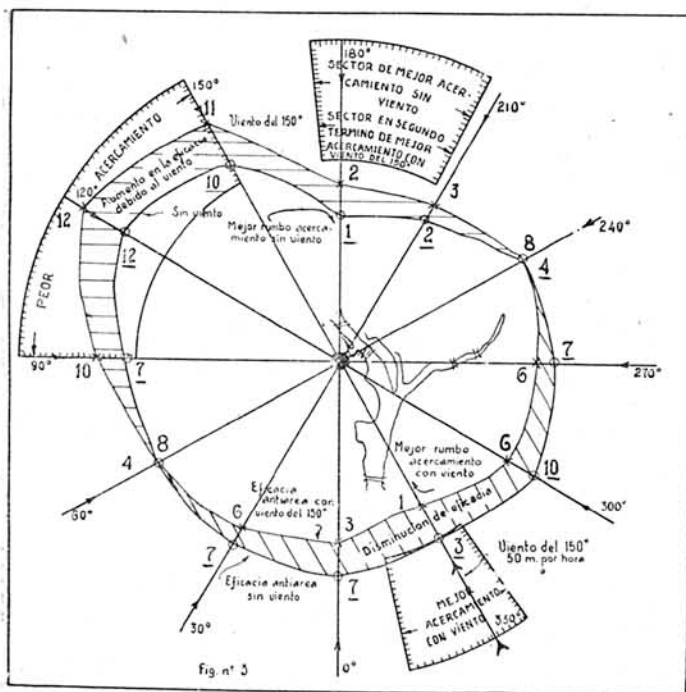 180°
SECTOR DE MEJOR ACER-
CAMIENTO SIN
VIENTO
SECTOR EN SEGUNDO
TERMINO DE MEJOR
ACERCAMIENTO CON
VIENTO DEL 150°
150°
ACERCAMIENTO
11
Viento del 150°
210°
Aumento en la eficacia
debido al viento
10
2
3
120°
12
Sin viento
Mejor rumbo acerca-
miento sin viento
1
2
12
8
4
240°
PEOR
90°
10
7
6
7
270°
4
8
60°
Mejor rumbo
acercamiento
con viento
6
10
300°
Eficacia
antiarea con
viento del 150°
6
7
3
1
Disminucion de eficacia
7
Eficacia antiarea
sin viento
7
3
Viento del 150°
50 m. por hora
30°
0°
MEJOR
ACERCAMIENTO
CON VIENTO
330°
Fig. nº 3